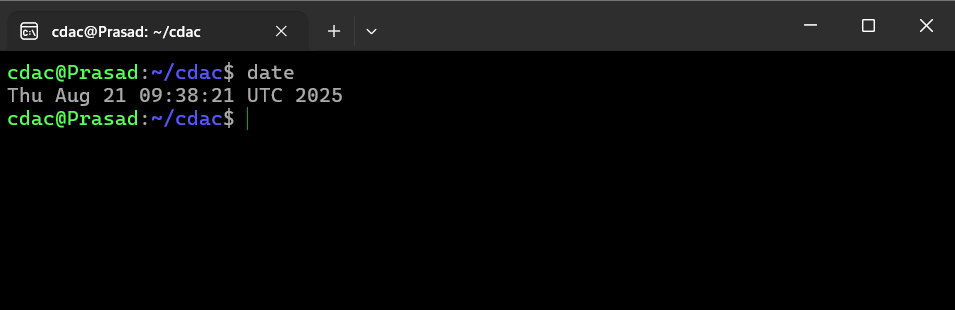 cdac@Prasad: ~/cdac
cdac@Prasad:~/cdac$ date
Thu Aug 21 09:38:21 UTC 2025
cdac@Prasad:~/cdac$